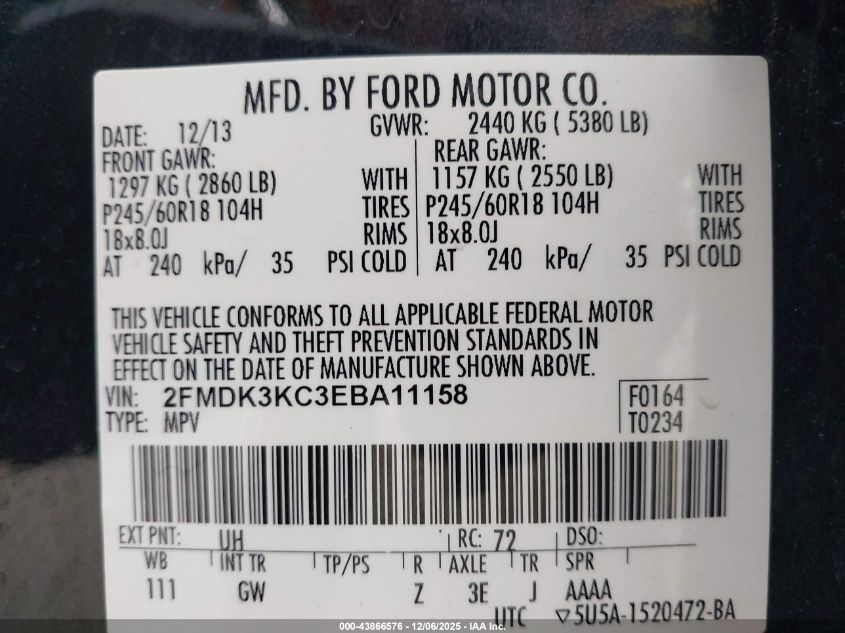 MFD. BY FORD MOTOR CO.
DATE: 12/13 GVWR: 2440 KG ( 5380 LB)
FRONT GAWR: REAR GAWR:
1297 KG ( 2860 LB) WITH 1157 KG ( 2550 LB) WITH
P245/60R18 104H TIRES P245/60R18 104H TIRES
18x8.0J RIMS 18x8.0J RIMS
AT 240 kPa/ 35 PSI COLD AT 240 kPa/ 35 PSI COLD
THIS VEHICLE CONFORMS TO ALL APPLICABLE FEDERAL MOTOR
VEHICLE SAFETY AND THEFT PREVENTION STANDARDS IN
EFFECT ON THE DATE OF MANUFACTURE SHOWN ABOVE.
VIN: 2FMDK3KC3EBA11158 F0164
TYPE: MPV T0234
EXT PNT: UH RC: 72 DSO:
WB INT TR TP/PS R AXLE TR SPR
111 GW Z 3E J AAAA
UTC ▽5U5A-1520472-BA
000-43866576 - 12/06/2025 - IAA Inc.